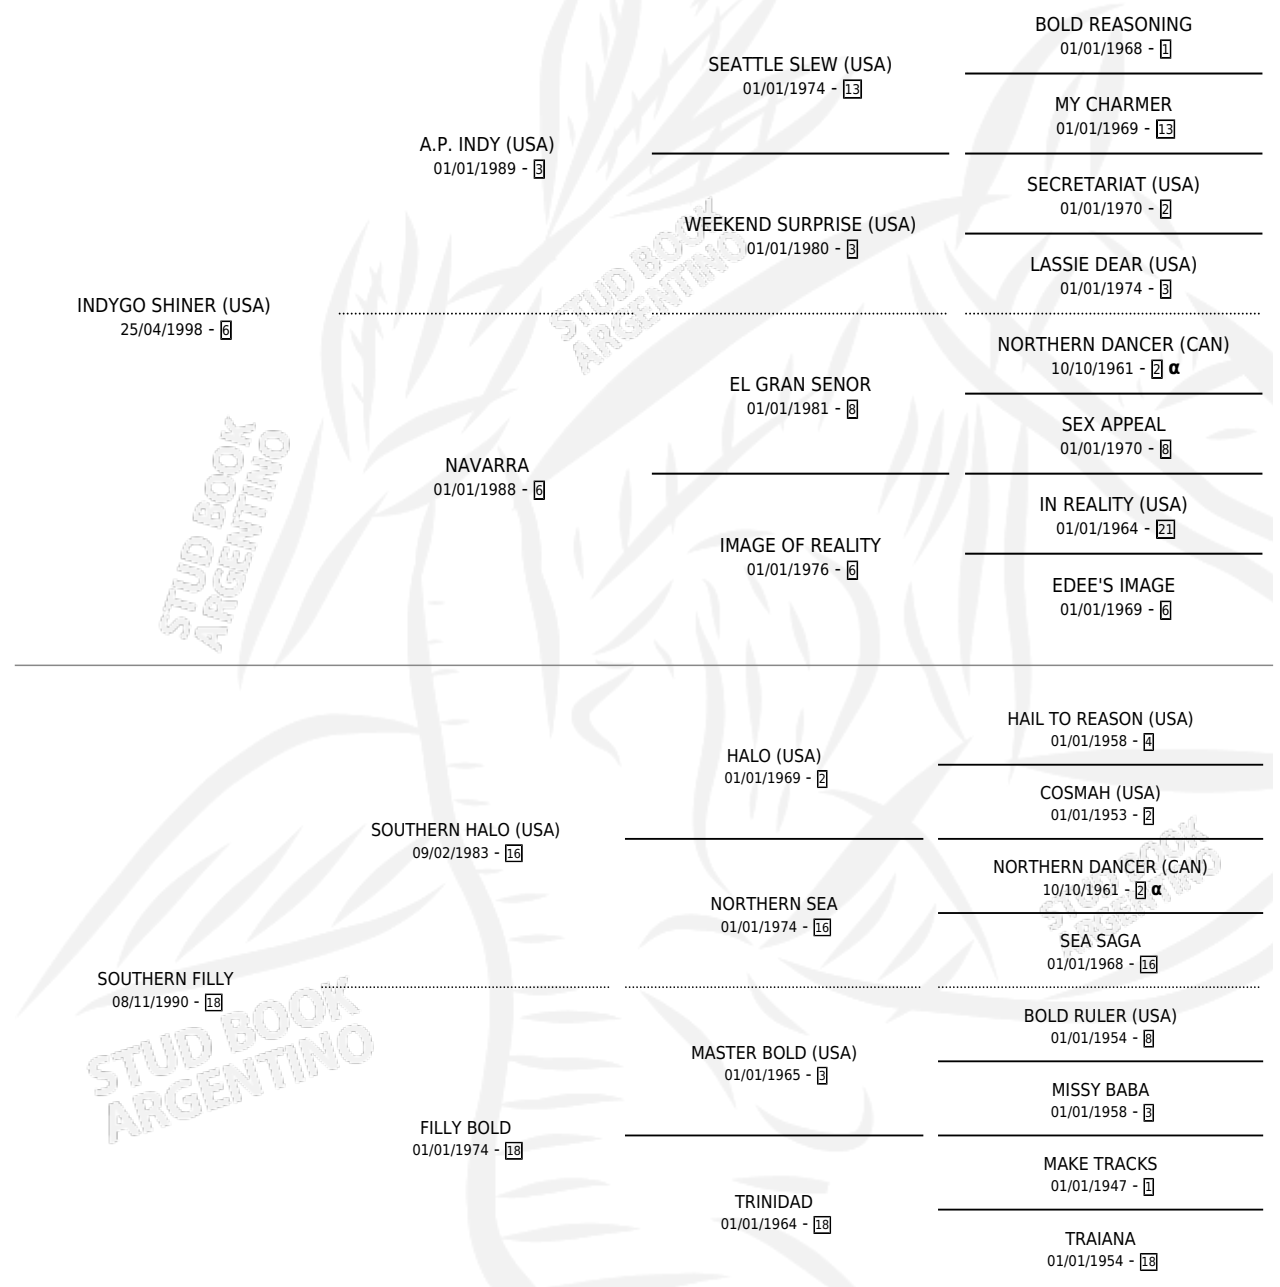 BOLD REASONING
01/01/1968 - 1
SEATTLE SLEW (USA)
01/01/1974 - 13
MY CHARMER
01/01/1969 - 13
A.P. INDY (USA)
01/01/1989 - 3
SECRETARIAT (USA)
01/01/1970 - 2
WEEKEND SURPRISE (USA)
01/01/1980 - 3
LASSIE DEAR (USA)
01/01/1974 - 3
INDYGO SHINER (USA)
25/04/1998 - 6
NORTHERN DANCER (CAN)
10/10/1961 - 2 α
EL GRAN SENOR
01/01/1981 - 8
SEX APPEAL
01/01/1970 - 8
NAVARRA
01/01/1988 - 6
IN REALITY (USA)
01/01/1964 - 21
IMAGE OF REALITY
01/01/1976 - 6
EDEE'S IMAGE
01/01/1969 - 6
HAIL TO REASON (USA)
01/01/1958 - 4
HALO (USA)
01/01/1969 - 2
COSMAH (USA)
01/01/1953 - 2
SOUTHERN HALO (USA)
09/02/1983 - 16
NORTHERN DANCER (CAN)
10/10/1961 - 2 α
NORTHERN SEA
01/01/1974 - 16
SEA SAGA
01/01/1968 - 16
SOUTHERN FILLY
08/11/1990 - 18
BOLD RULER (USA)
01/01/1954 - 8
MASTER BOLD (USA)
01/01/1965 - 3
MISSY BABA
01/01/1958 - 3
FILLY BOLD
01/01/1974 - 18
MAKE TRACKS
01/01/1947 - 1
TRINIDAD
01/01/1964 - 18
TRAIANA
01/01/1954 - 18
STUD BOOK
ARGENTINO
STUD BOOK
ARGENTINO
STUD BOOK
ARGENTINO
STUD BOOK
ARGENTINO